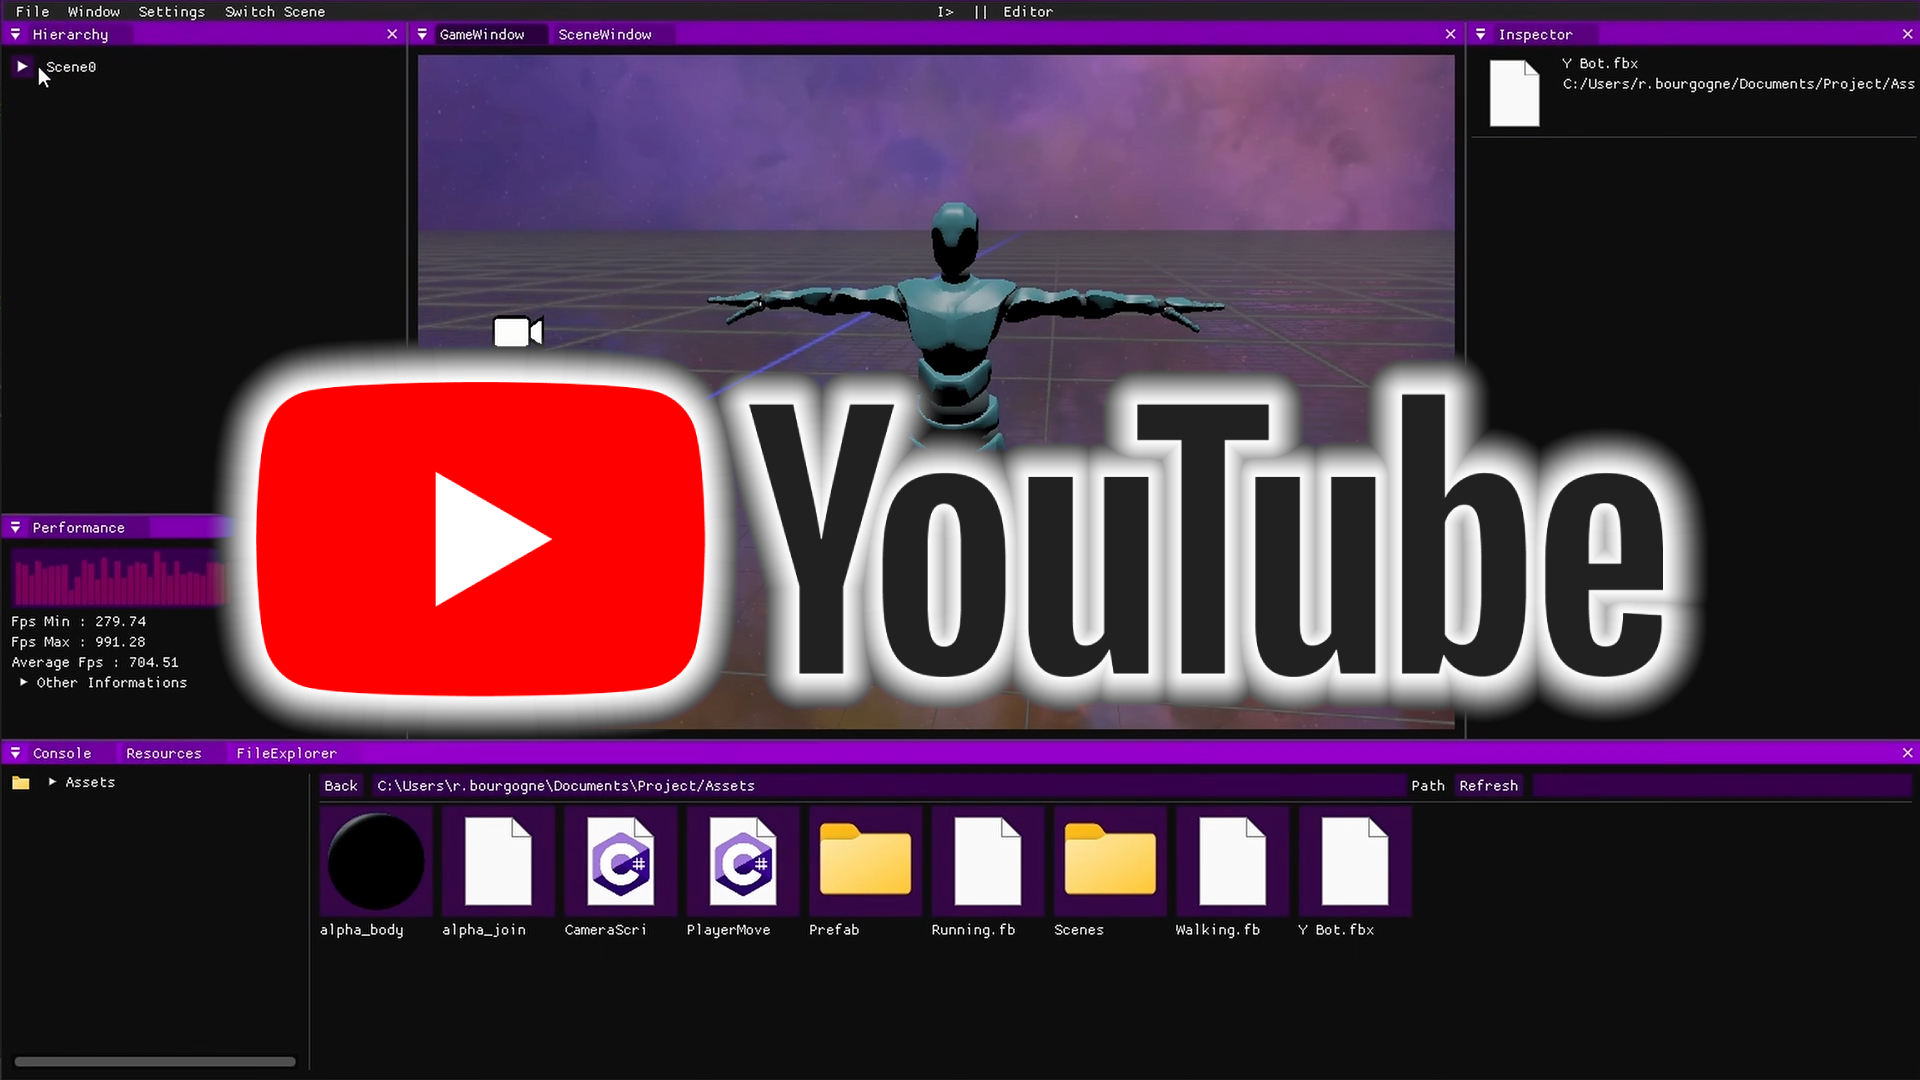 File Window Settings Switch Scene I> || Editor
Hierarchy
GameWindow SceneWindow
Inspector
Scene0
Y Bot.fbx
C:/Users/r.bourgogne/Documents/Project/Ass
YouTube
Performance
Fps Min : 279.74
Fps Max : 991.28
Average Fps : 704.51
Other Informations
Console Resources FileExplorer
Assets
Back C:\Users\r.bourgogne\Documents\Project/Assets Path Refresh
C#
C#
alpha_body alpha_join CameraScri PlayerMove Prefab Running.fb Scenes Walking.fb Y Bot.fbx